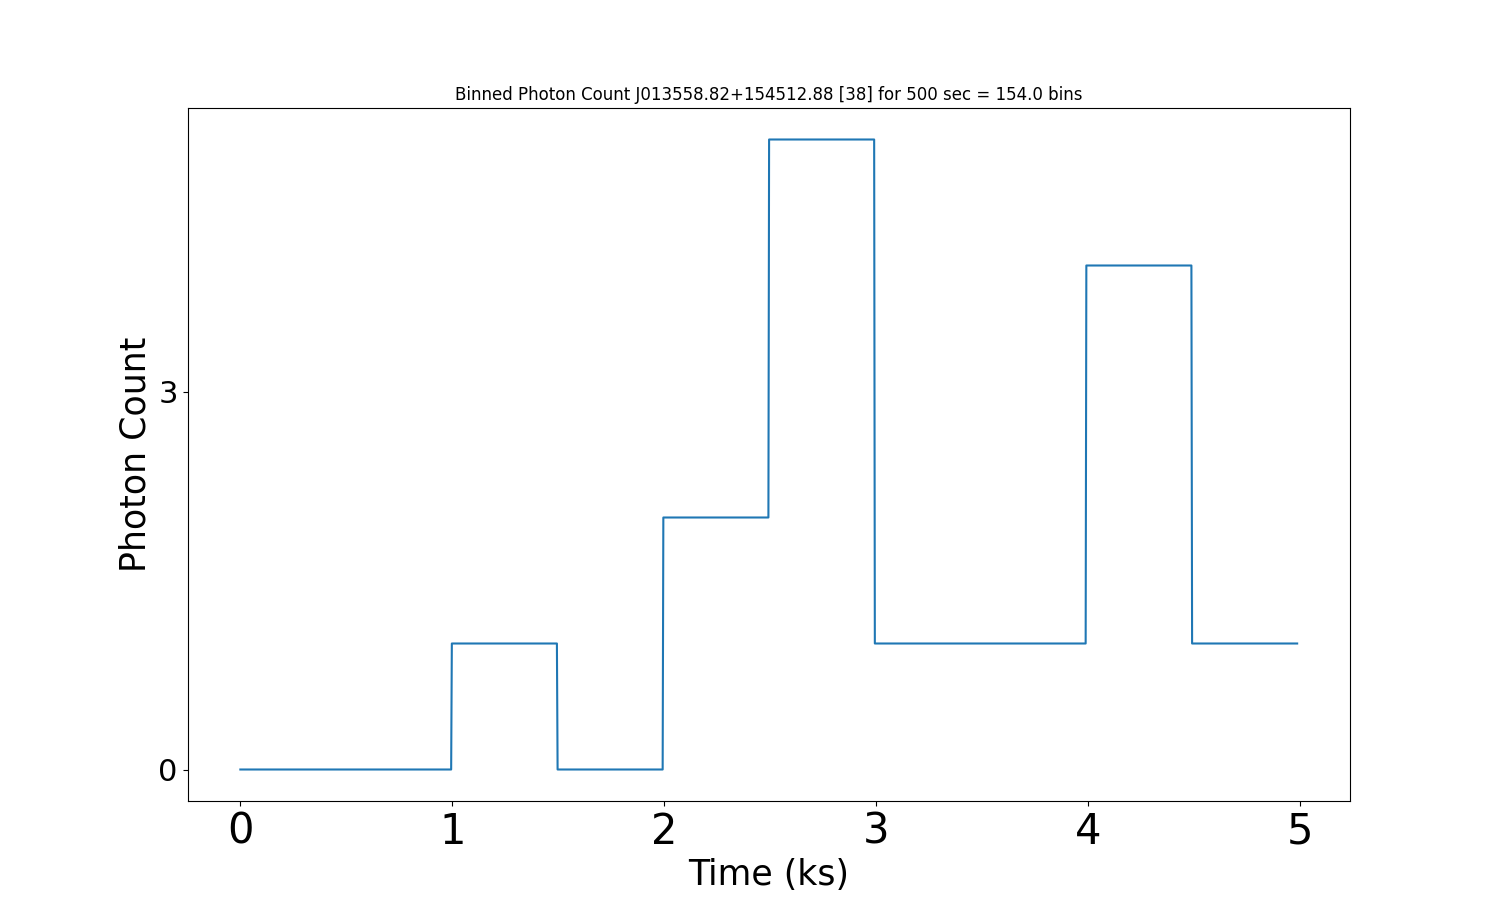 Binned Photon Count J013558.82+154512.88 [38] for 500 sec = 154.0 bins
Photon Count
3
0
0 1 2 3 4 5
Time (ks)